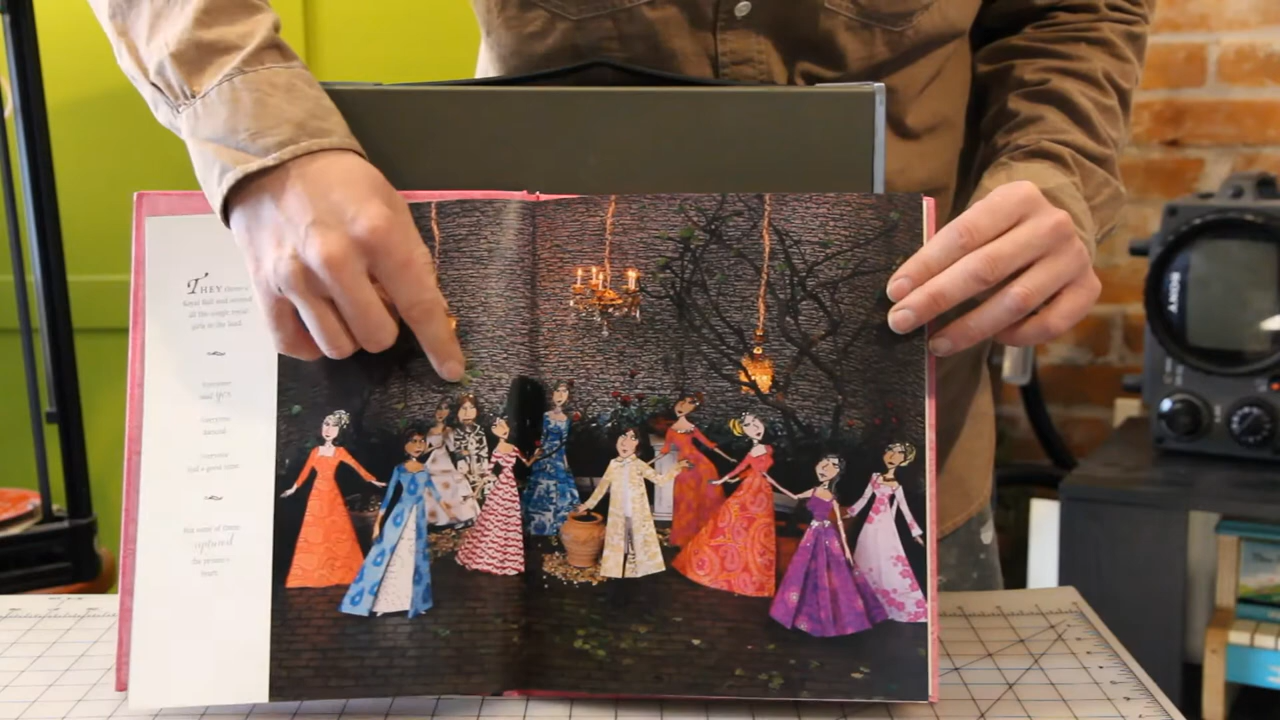 THEY threw a
Royal Ball and invited
all the single royal
girls in the land.
Everyone
said yes.
Everyone
Everyone
had a good time.
But none of them
captured
the prince's
heart.
SONY